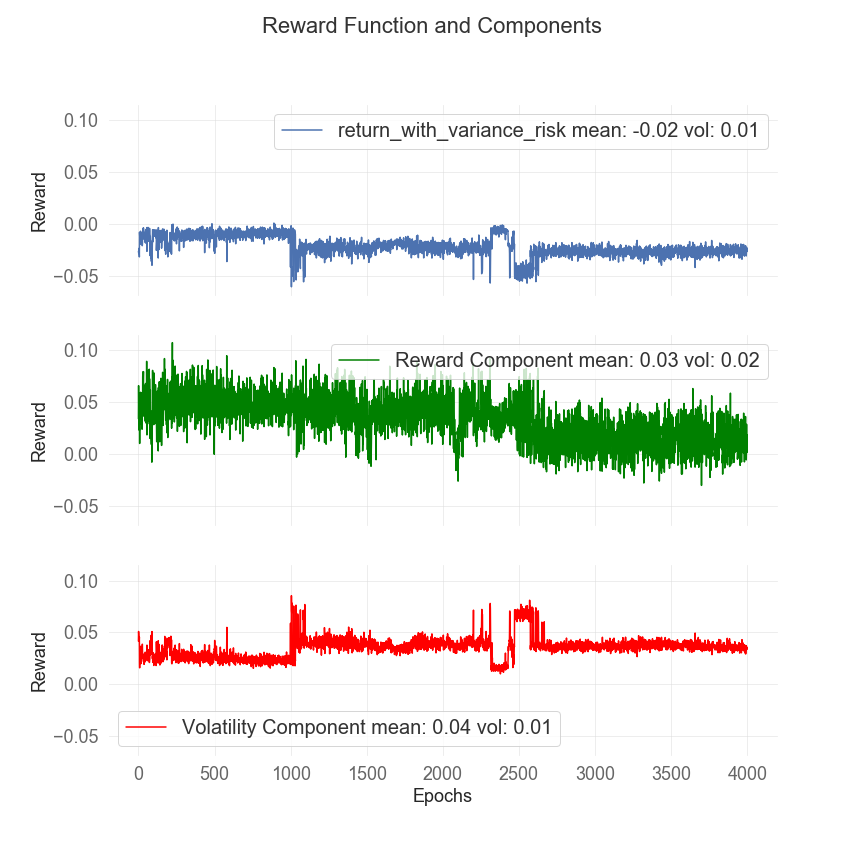 Reward Function and Components
0.10
return_with_variance_risk mean: -0.02 vol: 0.01
0.05
0.00
−0.05
Reward
0.10
Reward Component mean: 0.03 vol: 0.02
0.05
0.00
−0.05
Reward
0.10
0.05
0.00
−0.05
Reward
Volatility Component mean: 0.04 vol: 0.01
0 500 1000 1500 2000 2500 3000 3500 4000
Epochs